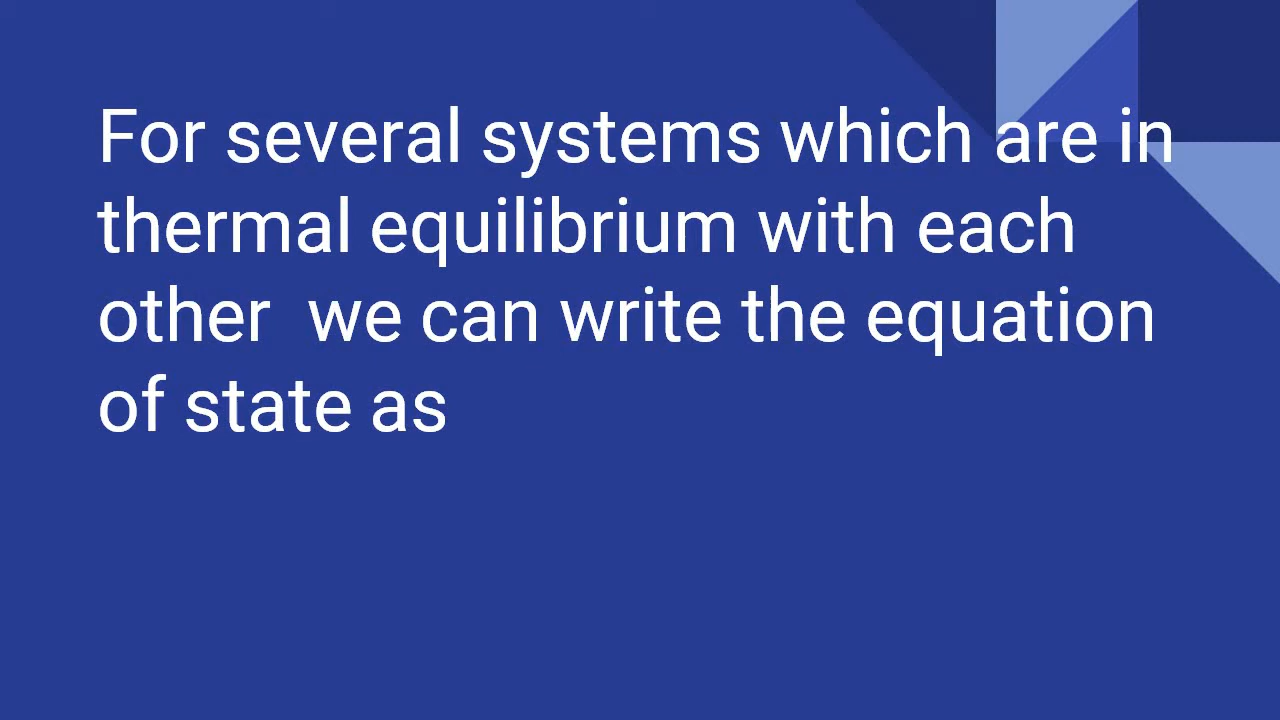 For several systems which are in
thermal equilibrium with each
other  we can write the equation
of state as